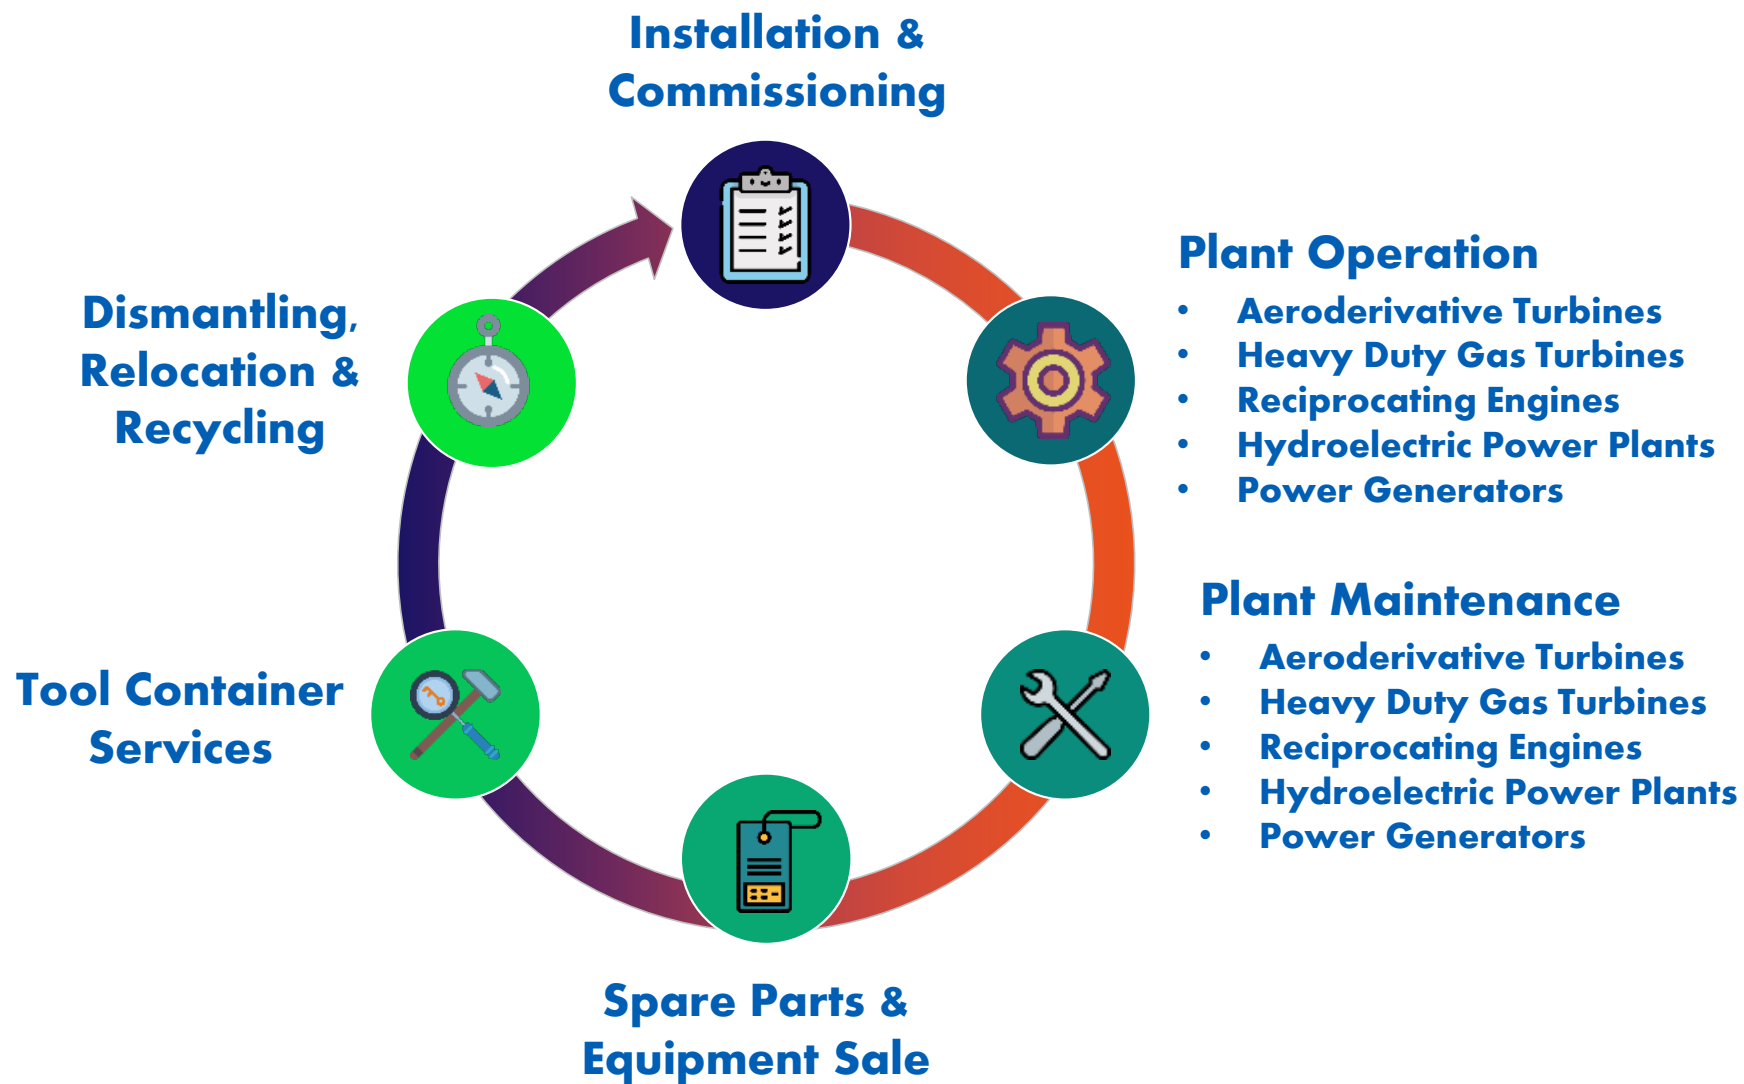 Installation &
Commissioning
Plant Operation
• Aeroderivative Turbines
• Heavy Duty Gas Turbines
• Reciprocating Engines
• Hydroelectric Power Plants
• Power Generators
Plant Maintenance
• Aeroderivative Turbines
• Heavy Duty Gas Turbines
• Reciprocating Engines
• Hydroelectric Power Plants
• Power Generators
Spare Parts &
Equipment Sale
Tool Container
Services
Dismantling,
Relocation &
Recycling